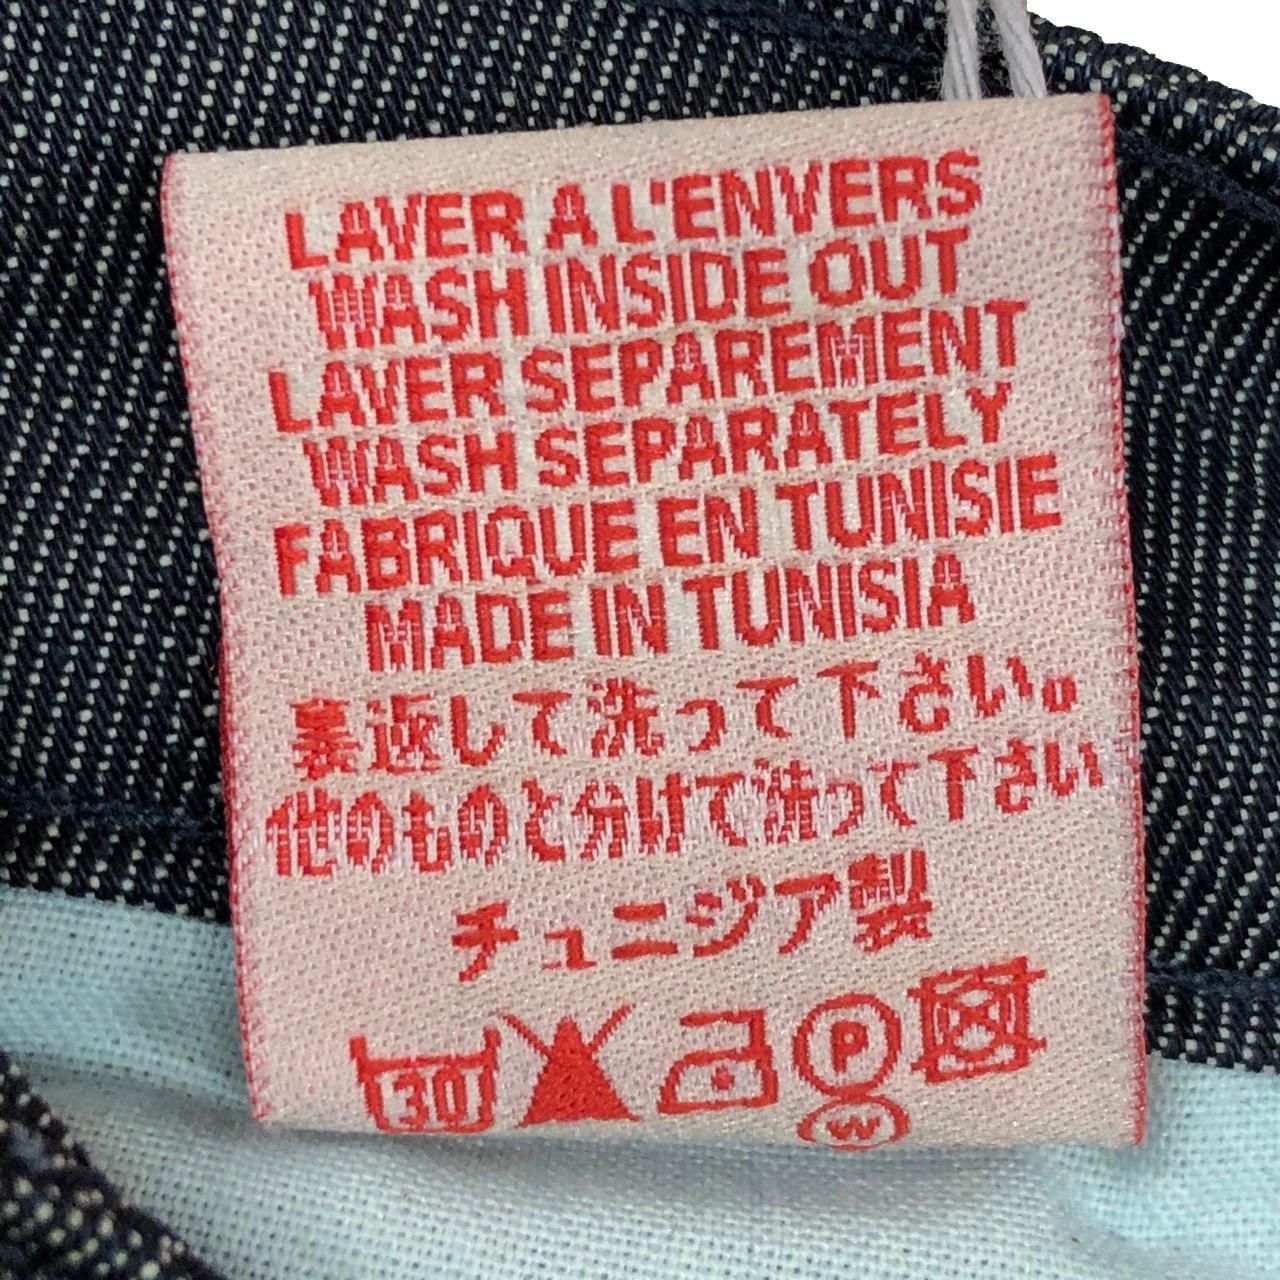 LAVER A L'ENVERS
WASH INSIDE OUT
LAVER SEPAREMENT
WASH SEPARATELY
FABRIQUE EN TUNISIE
MADE IN TUNISIA
裏返して洗って下さい。
他のものと分けて洗って下さい
チュニジア製
30 P
W